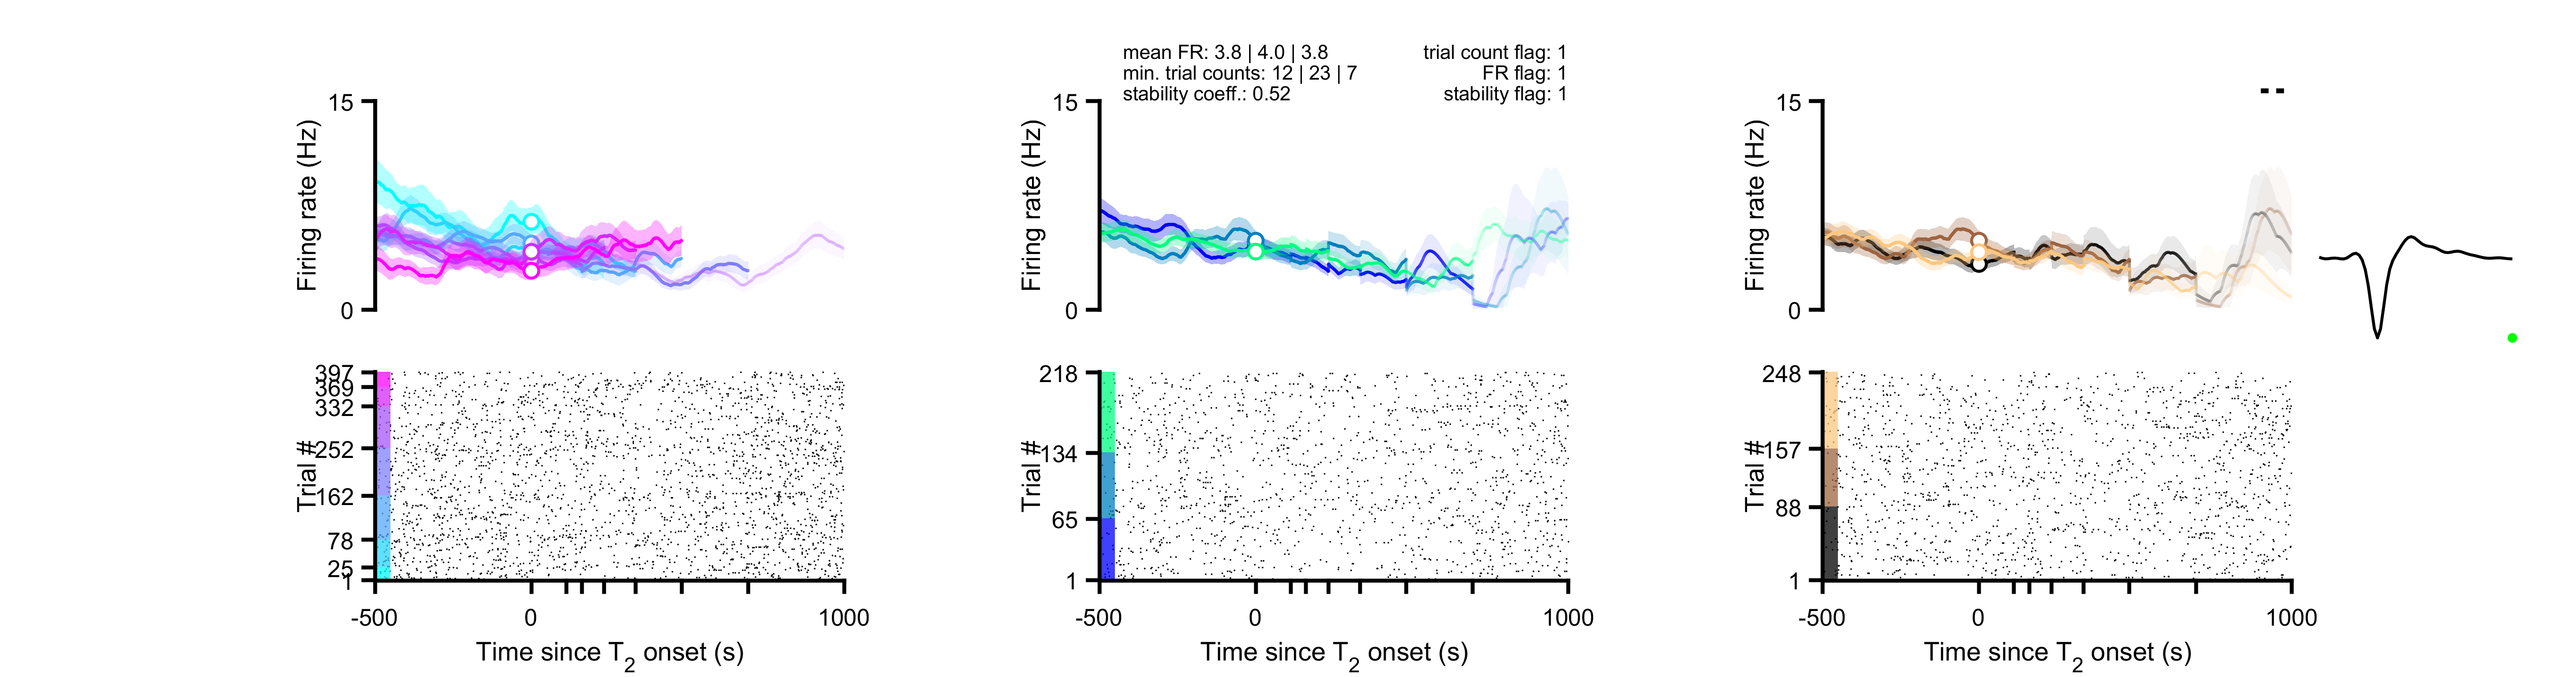 mean FR: 3.8 | 4.0 | 3.8
min. trial counts: 12 | 23 | 7
stability coeff.: 0.52
trial count flag: 1
FR flag: 1
stability flag: 1
15
Firing rate (Hz)
0
397
369
332
252
162
78
25
1
Trial #
-500
0
1000
Time since T2 onset (s)
15
Firing rate (Hz)
0
218
134
65
1
Trial #
-500
0
1000
Time since T2 onset (s)
--
15
Firing rate (Hz)
0
248
157
88
1
Trial #
-500
0
1000
Time since T2 onset (s)